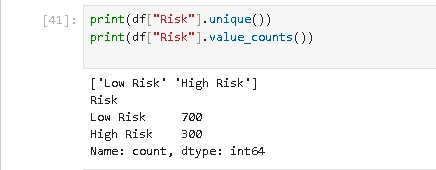 [41]: print(df["Risk"].unique())
print(df["Risk"].value_counts())
['Low Risk' 'High Risk']
Risk
Low Risk     700
High Risk    300
Name: count, dtype: int64